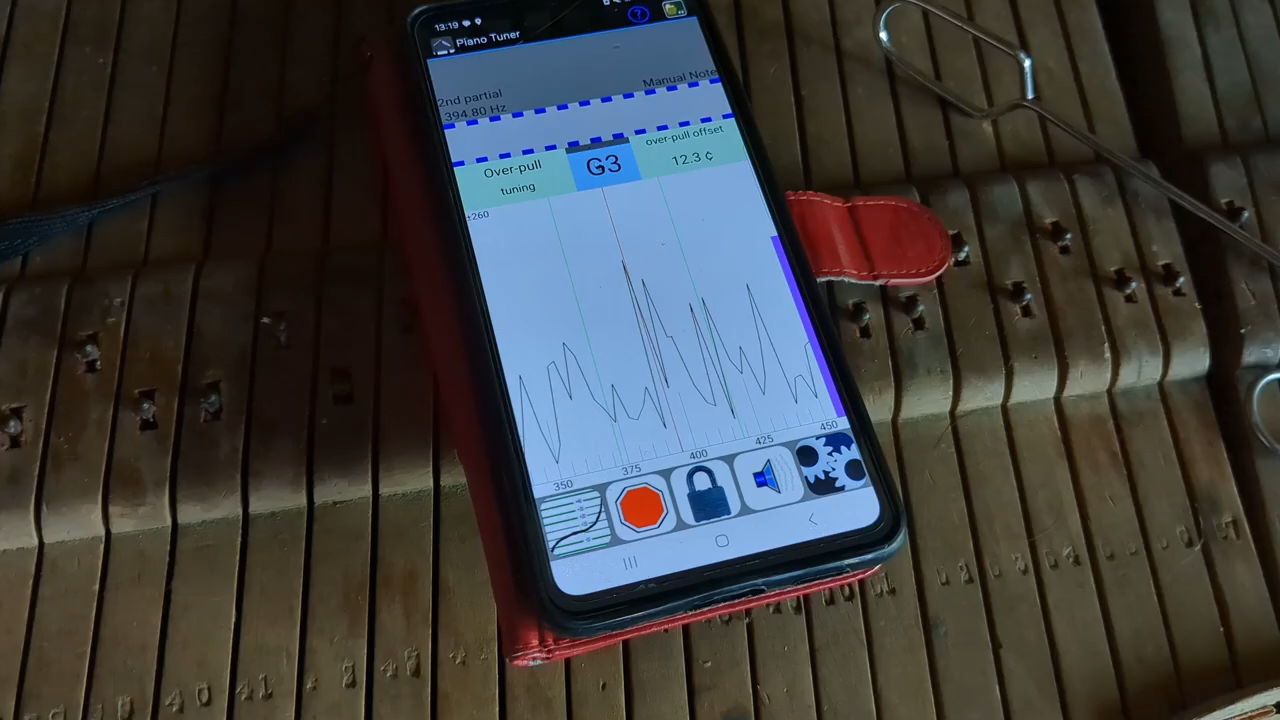 13:19
Piano Tuner
?
2nd partial
Manual Note
394.80 Hz
Over-pull
tuning
G3
over-pull offset
12.3 ¢
±260
350
375
400
425
450